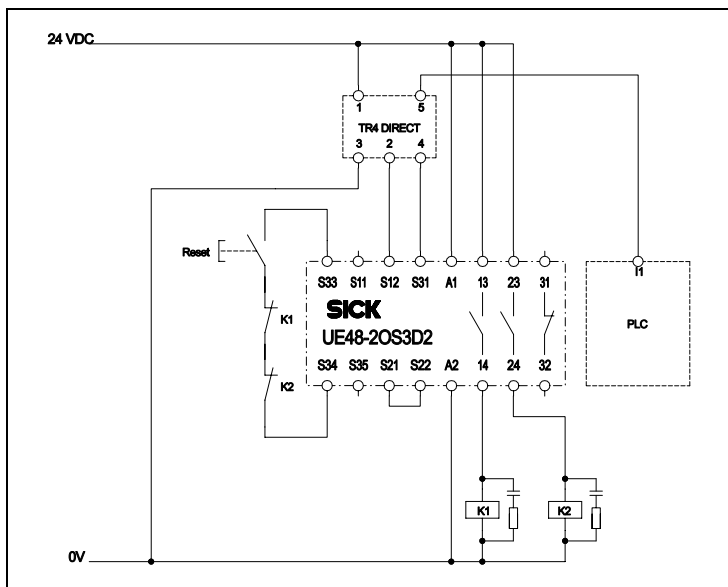 24 VDC
1 5
TR4 DIRECT
3 2 4
Reset
S33 S11 S12 S31 A1 13 23 31
I1
SICK
UE48-2OS3D2
PLC
K1
S34 S35 S21 S22 A2 14 24 32
K2
K1 K2
0V